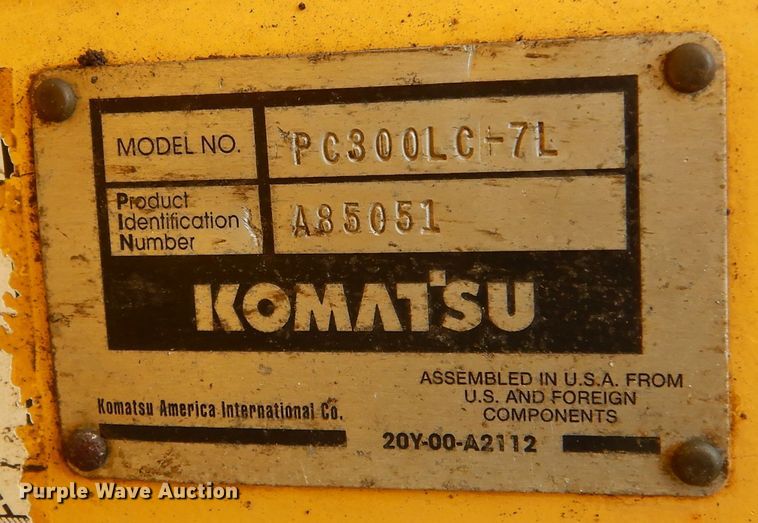 MODEL NO. PC300LC-7L
Product
Identification A85051
Number
KOMATSU
ASSEMBLED IN U.S.A. FROM
U.S. AND FOREIGN
COMPONENTS
Komatsu America International Co.
20Y-00-A2112
Purple Wave Auction